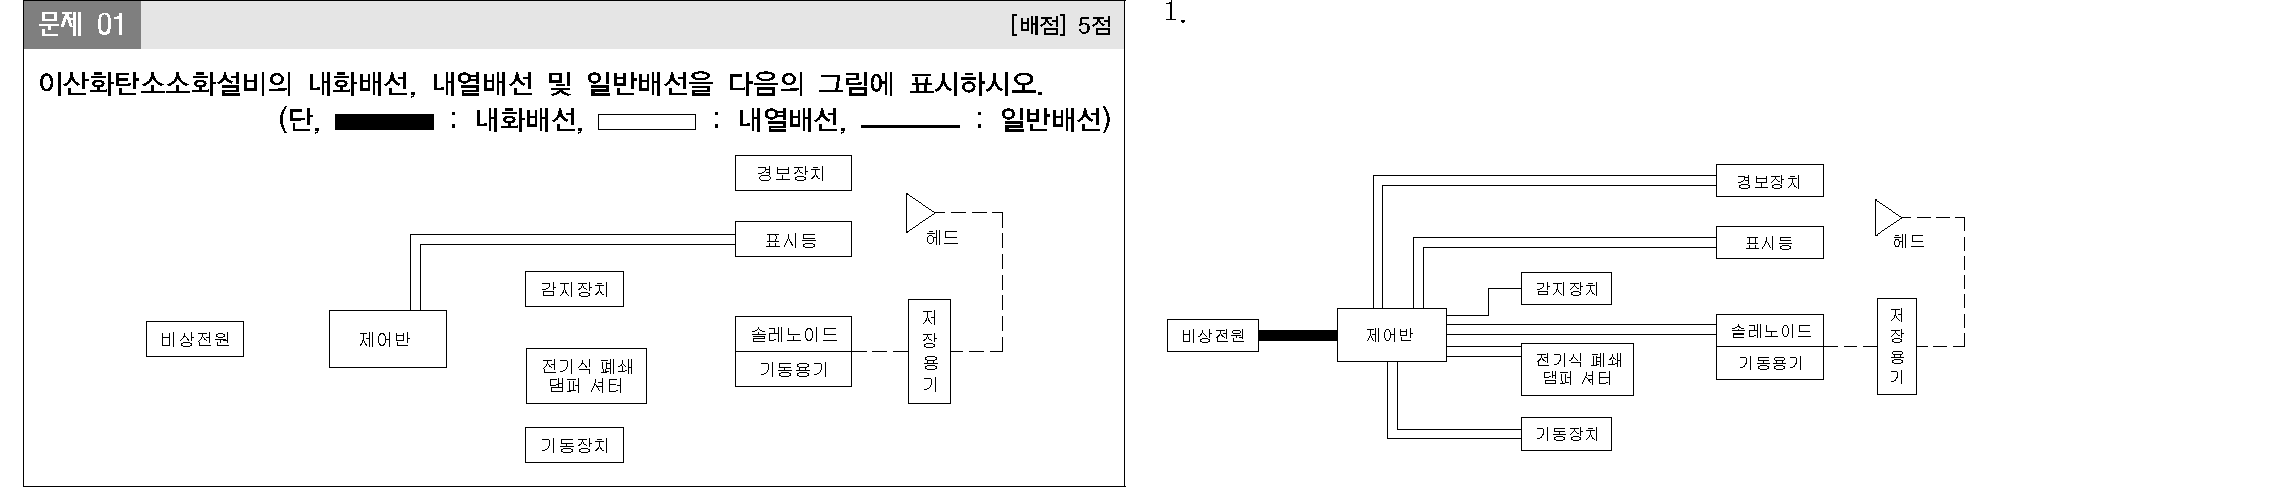 문제 01
[배점] 5점
이산화탄소소화설비의 내화배선, 내열배선 및 일반배선을 다음의 그림에 표시하시오.
(단, : 내화배선, : 내열배선, : 일반배선)
경보장치
헤드
표시등
감지장치
비상전원
제어반
솔레노이드
기동용기
저장용기
전기식 폐쇄
댐퍼 셔터
기동장치
1.
경보장치
헤드
표시등
감지장치
비상전원
제어반
솔레노이드
기동용기
저장용기
전기식 폐쇄
댐퍼 셔터
기동장치